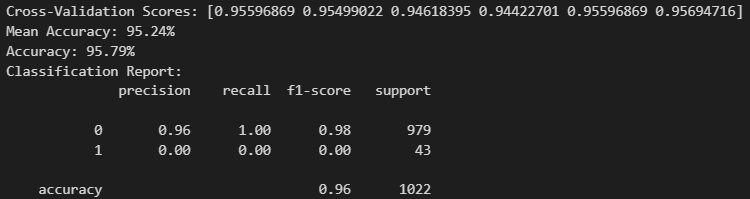 Cross-Validation Scores: [0.95596869 0.95499022 0.94618395 0.94422701 0.95596869 0.95694716]
Mean Accuracy: 95.24%
Accuracy: 95.79%
Classification Report:
precision recall f1-score support
0 0.96 1.00 0.98 979
1 0.00 0.00 0.00 43
accuracy 0.96 1022